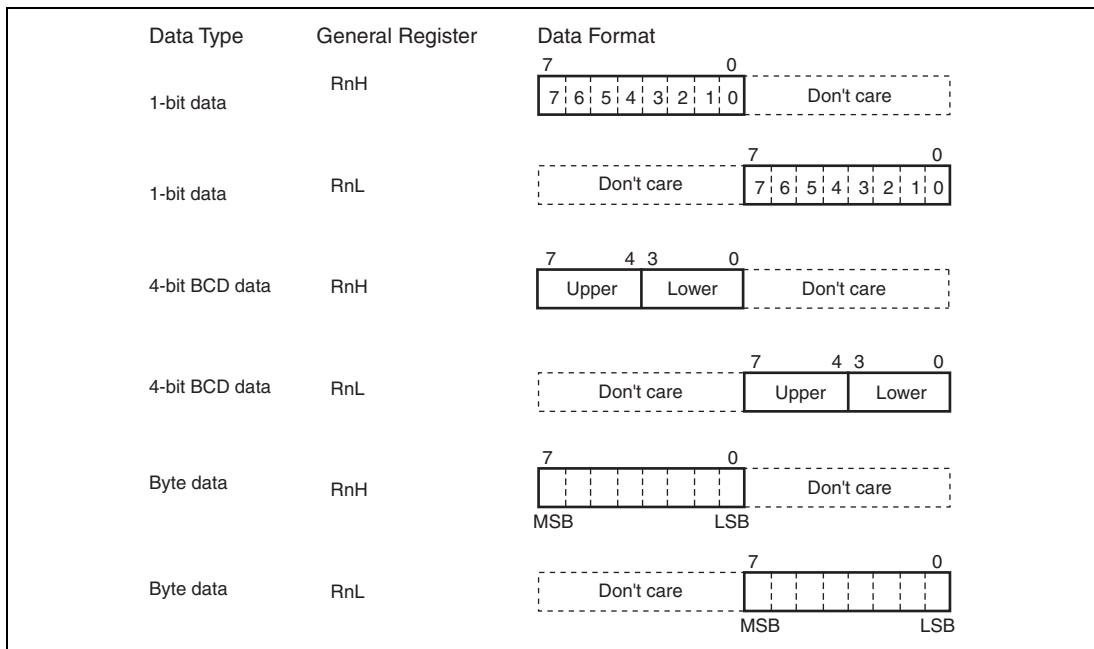 Data Type General Register Data Format
7 0
1-bit data RnH 7 6 5 4 3 2 1 0 Don't care
7 0
1-bit data RnL Don't care 7 6 5 4 3 2 1 0
7 4 3 0
4-bit BCD data RnH Upper Lower Don't care
7 4 3 0
4-bit BCD data RnL Don't care Upper Lower
7 0
Byte data RnH Don't care
MSB LSB
7 0
Byte data RnL Don't care
MSB LSB